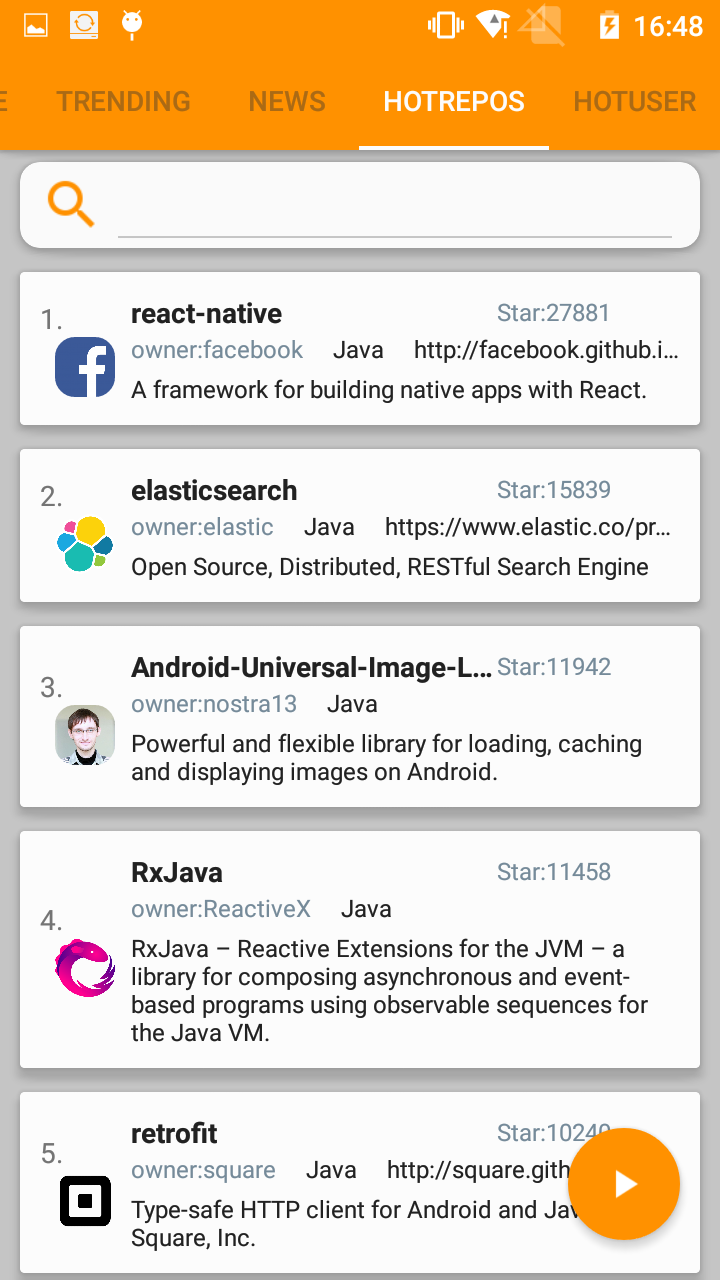 16:48
TRENDING NEWS HOTREPOS HOTUSER
1. react-native Star:27881
owner:facebook Java http://facebook.github.i...
A framework for building native apps with React.
2. elasticsearch Star:15839
owner:elastic Java https://www.elastic.co/pr...
Open Source, Distributed, RESTful Search Engine
3. Android-Universal-Image-L... Star:11942
owner:nostra13 Java
Powerful and flexible library for loading, caching
and displaying images on Android.
4. RxJava Star:11458
owner:ReactiveX Java
RxJava – Reactive Extensions for the JVM – a
library for composing asynchronous and event-
based programs using observable sequences for
the Java VM.
5. retrofit Star:10240
owner:square Java http://square.gith
Type-safe HTTP client for Android and
Square, Inc.